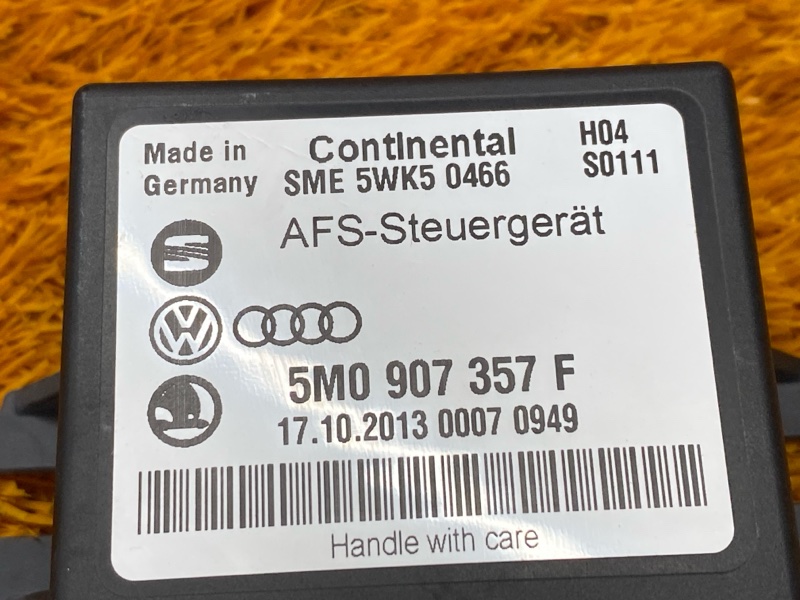 Made in Germany
Continental
SME 5WK5 0466
H04
S0111
AFS-Steuergerät
5M0 907 357 F
17.10.2013 0007 0949
Handle with care